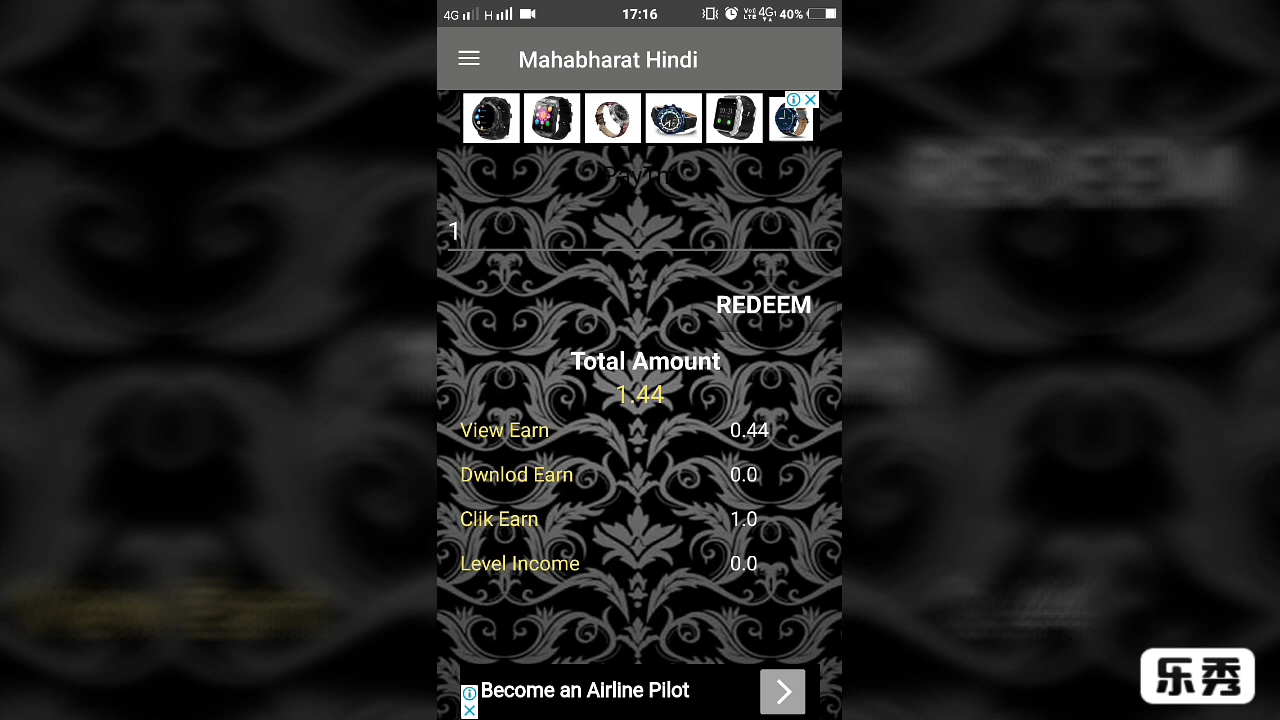 4G H 17:16 4G 40%
Mahabharat Hindi
PayTm
1
REDEEM
Total Amount
1.44
View Earn 0.44
Dwnlod Earn 0.0
Clik Earn 1.0
Level Income 0.0
Become an Airline Pilot
乐秀